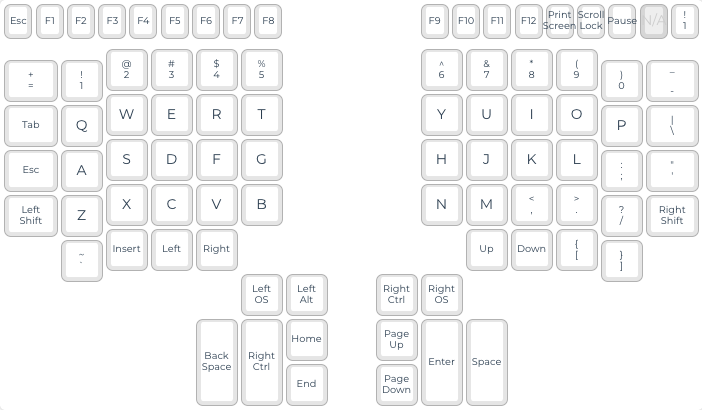 Esc F1 F2 F3 F4 F5 F6 F7 F8 F9 F10 F11 F12 Print Screen Scroll Lock Pause N/A ! 1
+ = ! 1 @ 2 # 3 $ 4 % 5 ^ 6 & 7 * 8 ( 9 ) 0 _ -
Tab Q W E R T Y U I O P | \
Esc A S D F G H J K L : ; " '
Left Shift Z X C V B N M < , > . ? / Right Shift
~ ` Insert Left Right Up Down { [ } ]
Left OS Left Alt Right Ctrl Right OS
Back Space Right Ctrl Home Page Up Enter Space
End Page Down